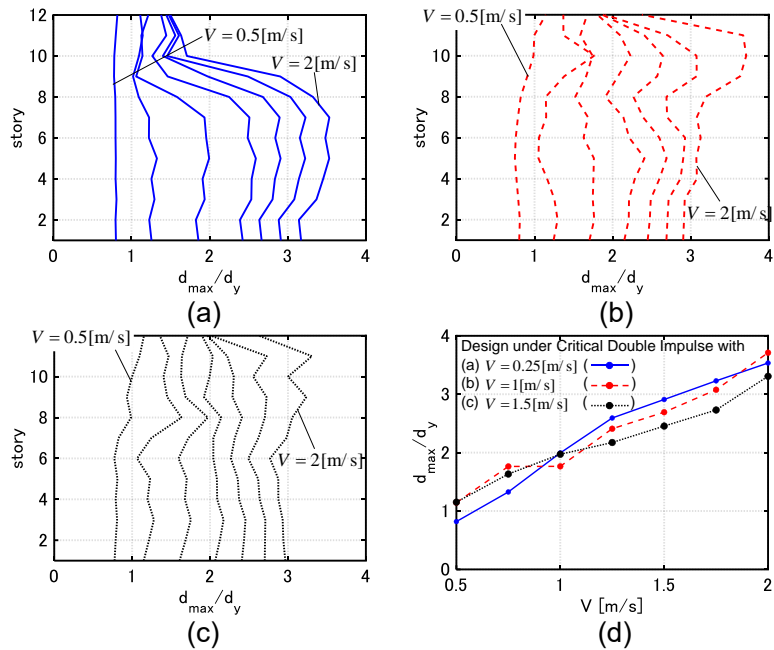 12
10
8
6
4
2
story
V = 0.5[m/s]
V = 2[m/s]
0 1 2 3 4
d_max/d_y
(a)
V = 0.5[m/s]
10
8
6
4
2
story
V = 2[m/s]
0 1 2 3 4
d_max/d_y
(b)
V = 0.5[m/s]
10
8
6
4
2
story
V = 2[m/s]
0 1 2 3 4
d_max/d_y
(c)
4
3
2
1
0
d_max/d_y
Design under Critical Double Impulse with
(a) V = 0.25[m/s] ( )
(b) V = 1[m/s] ( )
(c) V = 1.5[m/s] ( )
0.5 1 1.5 2
V [m/s]
(d)